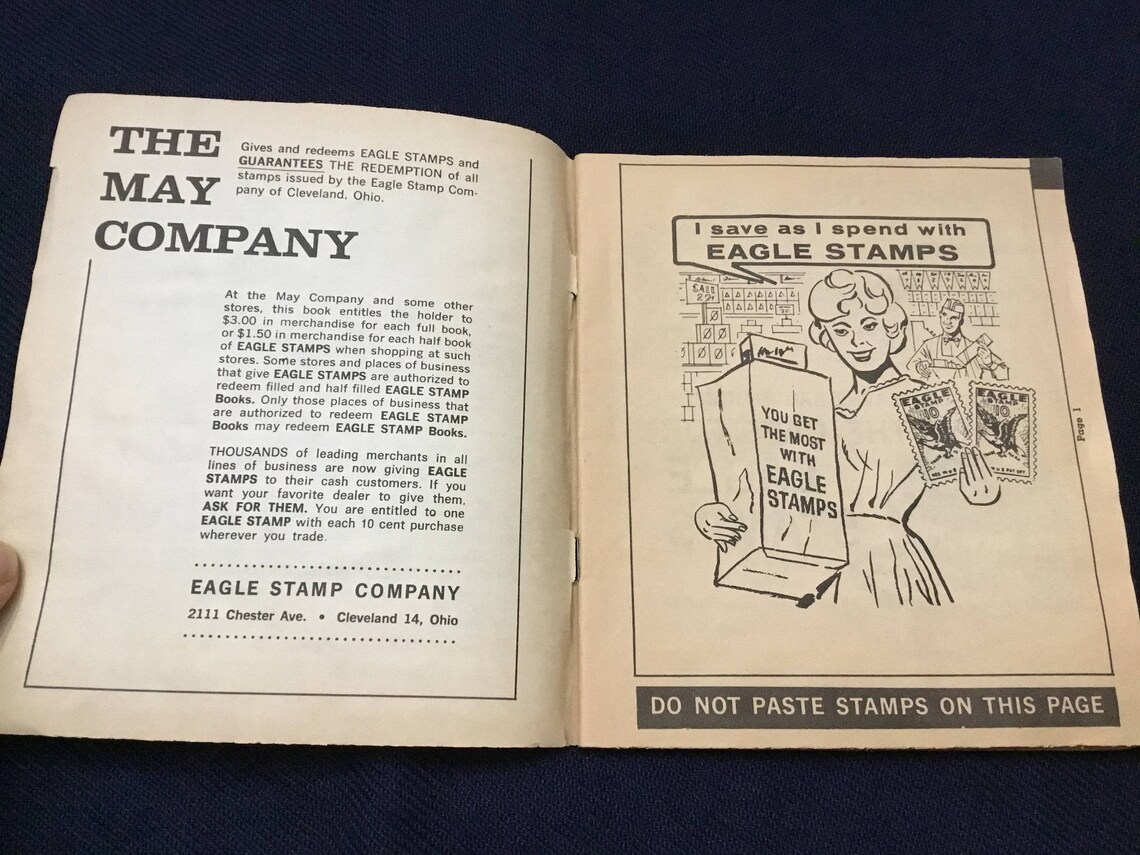 THE
MAY
COMPANY
Gives and redeems EAGLE STAMPS and
GUARANTEES THE REDEMPTION of all
stamps issued by the Eagle Stamp Com-
pany of Cleveland, Ohio.
At the May Company and some other
stores, this book entitles the holder to
$3.00 in merchandise for each full book,
or $1.50 in merchandise for each half book
of EAGLE STAMPS when shopping at such
stores. Some stores and places of business
that give EAGLE STAMPS are authorized to
redeem filled and half filled EAGLE STAMP
Books. Only those places of business that
are authorized to redeem EAGLE STAMP
Books may redeem EAGLE STAMP Books.
THOUSANDS of leading merchants in all
lines of business are now giving EAGLE
STAMPS to their cash customers. If you
want your favorite dealer to give them,
ASK FOR THEM. You are entitled to one
EAGLE STAMP with each 10 cent purchase
wherever you trade.
EAGLE STAMP COMPANY
2111 Chester Ave. • Cleveland 14, Ohio
I save as I spend with
EAGLE STAMPS
SALE
YOU GET
THE MOST
WITH
EAGLE
STAMPS
EAGLE
STAMP
10
EAGLE
STAMP
10
Page 1
DO NOT PASTE STAMPS ON THIS PAGE